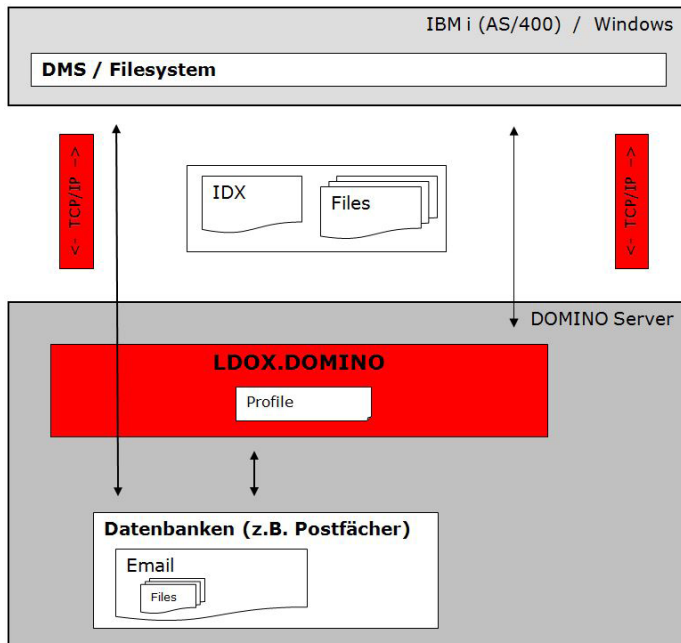 IBM i (AS/400) / Windows
DMS / Filesystem
<- TCP/IP ->
IDX
Files
<- TCP/IP ->
DOMINO Server
LDOX.DOMINO
Profile
Datenbanken (z.B. Postfächer)
Email
Files